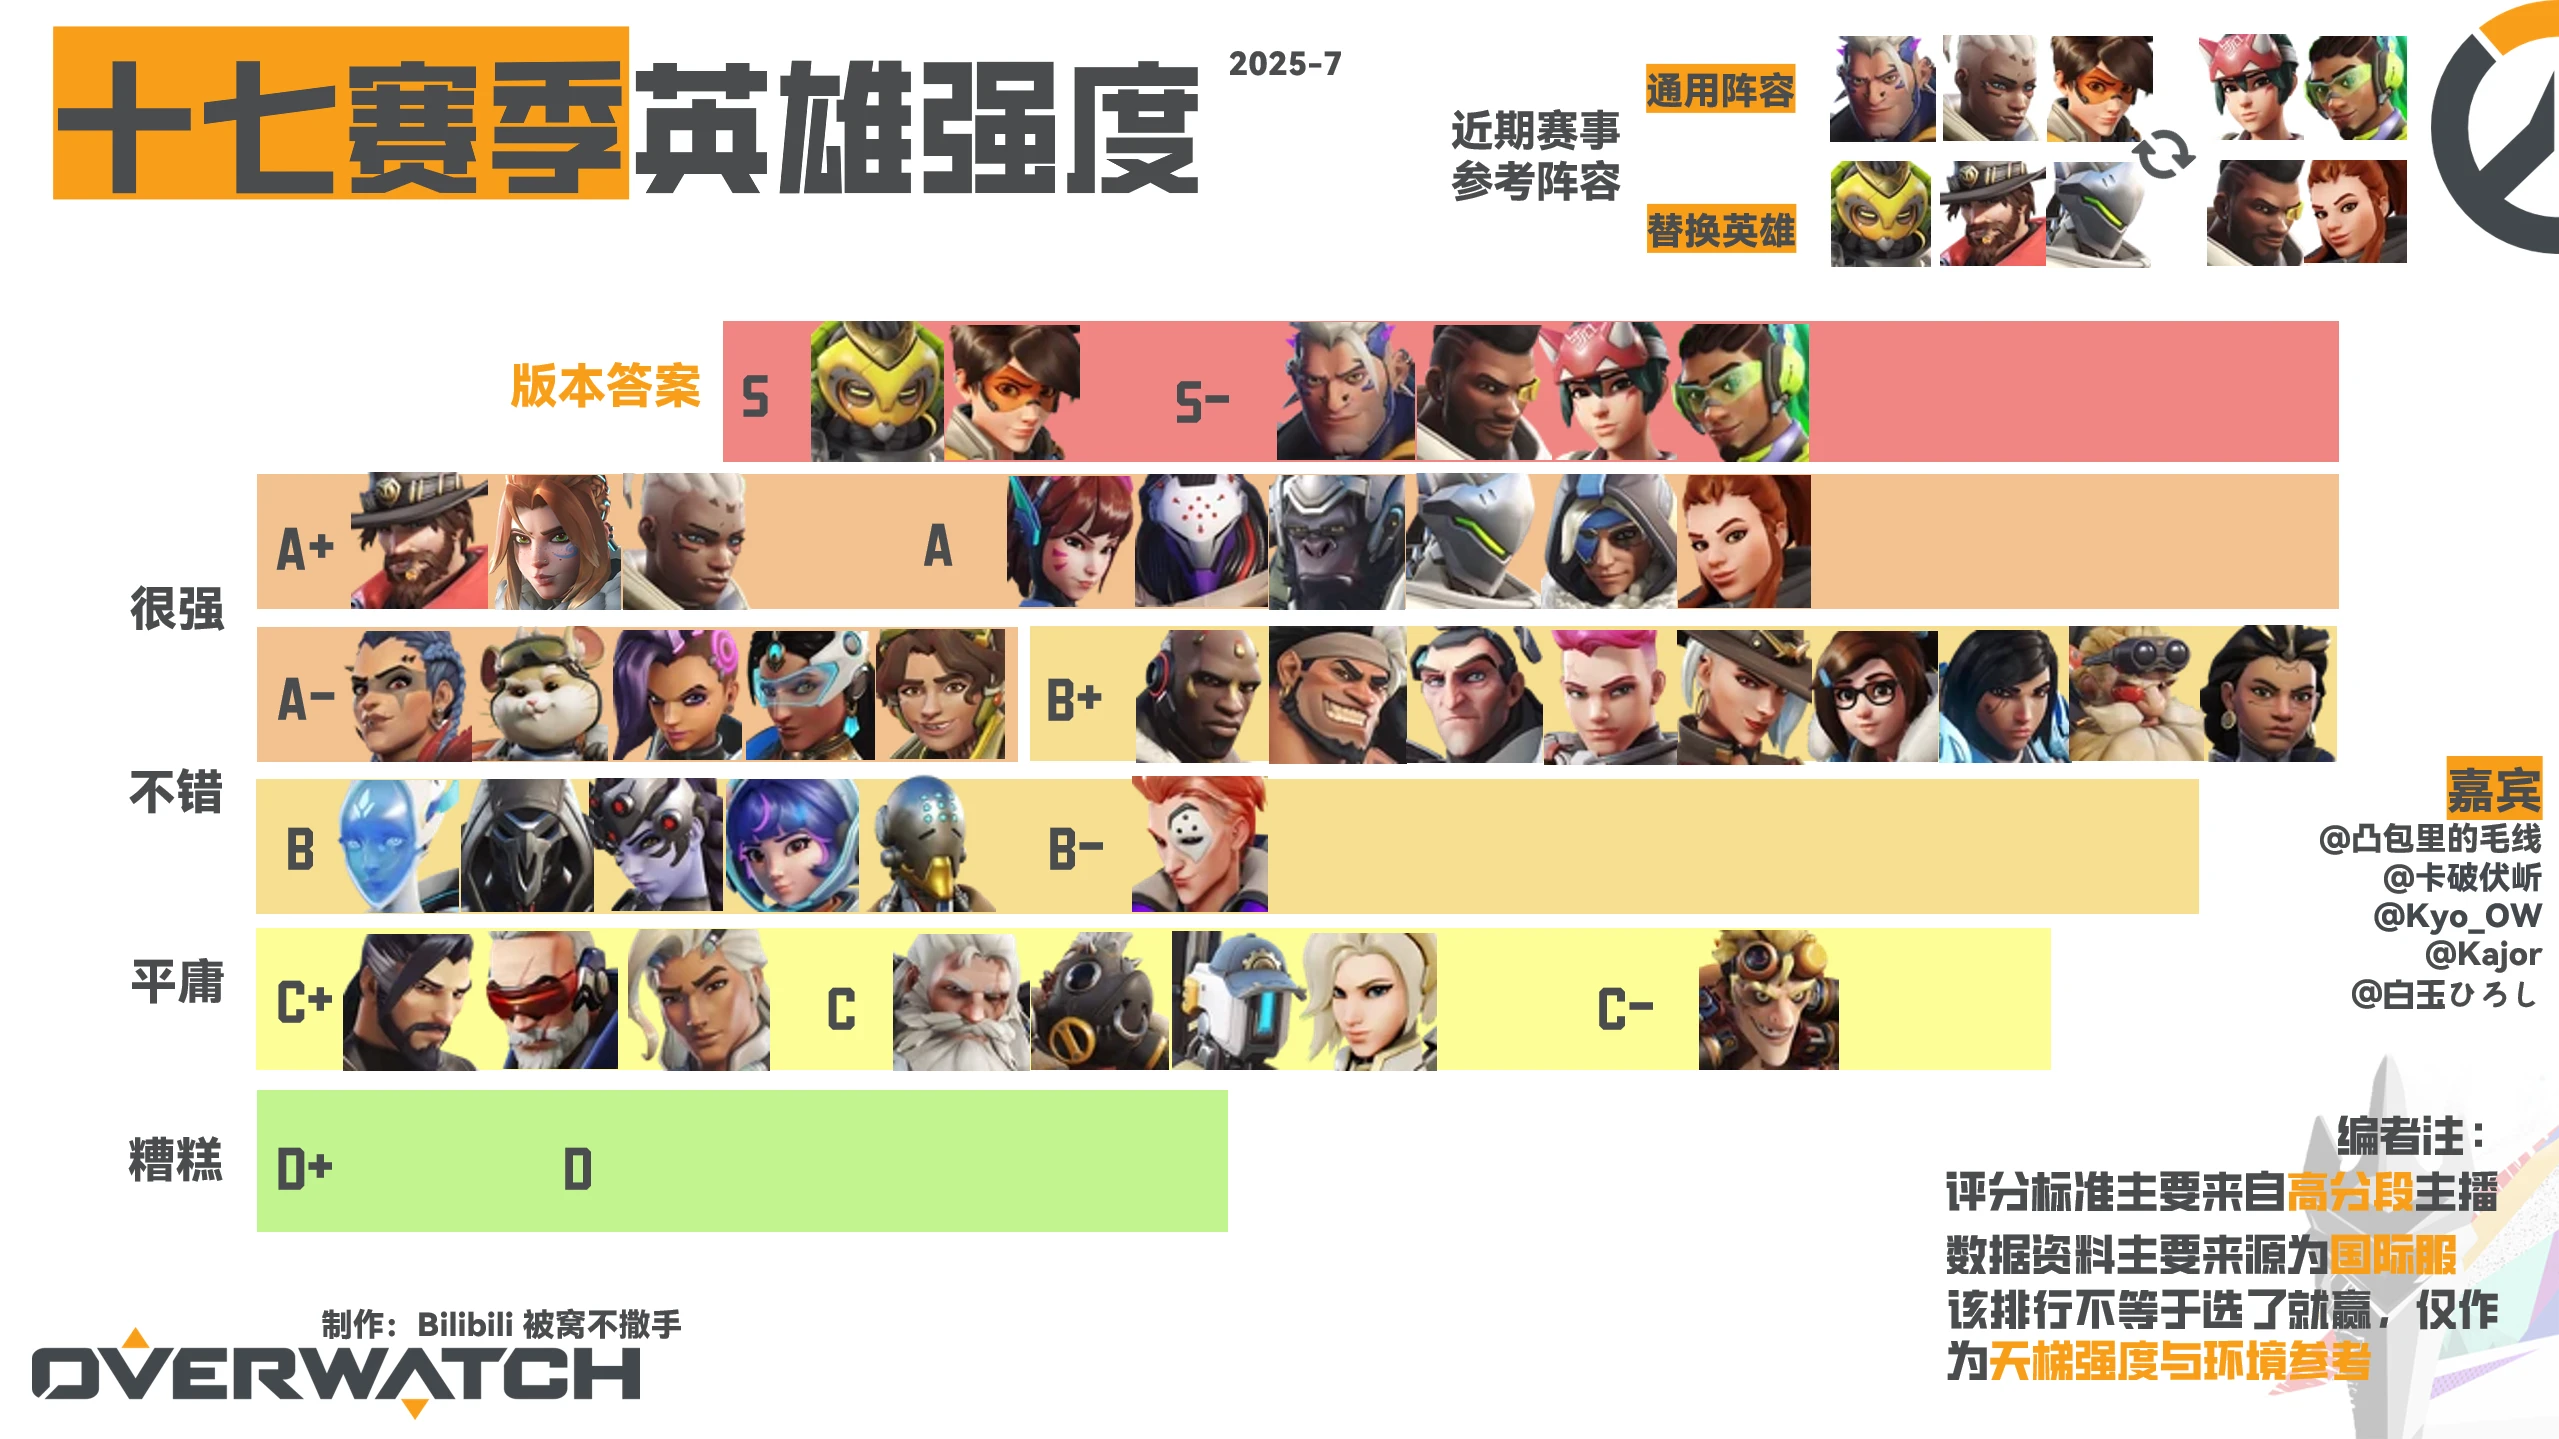 十七赛季英雄强度
2025-7
近期赛事
参考阵容
通用阵容
替换英雄
版本答案
S
S-
很强
A+
A
A-
B+
不错
B
B-
平庸
C+
C
C-
糟糕
D+
D
嘉宾
@凸包里的毛线
@卡破伏岓
@Kyo_OW
@Kajor
@白玉ひろし
编者注：
评分标准主要来自高分段主播
数据资料主要来源为国际服
该排行不等于选了就赢，仅作
为天梯强度与环境参考
制作：Bilibili 被窝不撒手
OVERWATCH